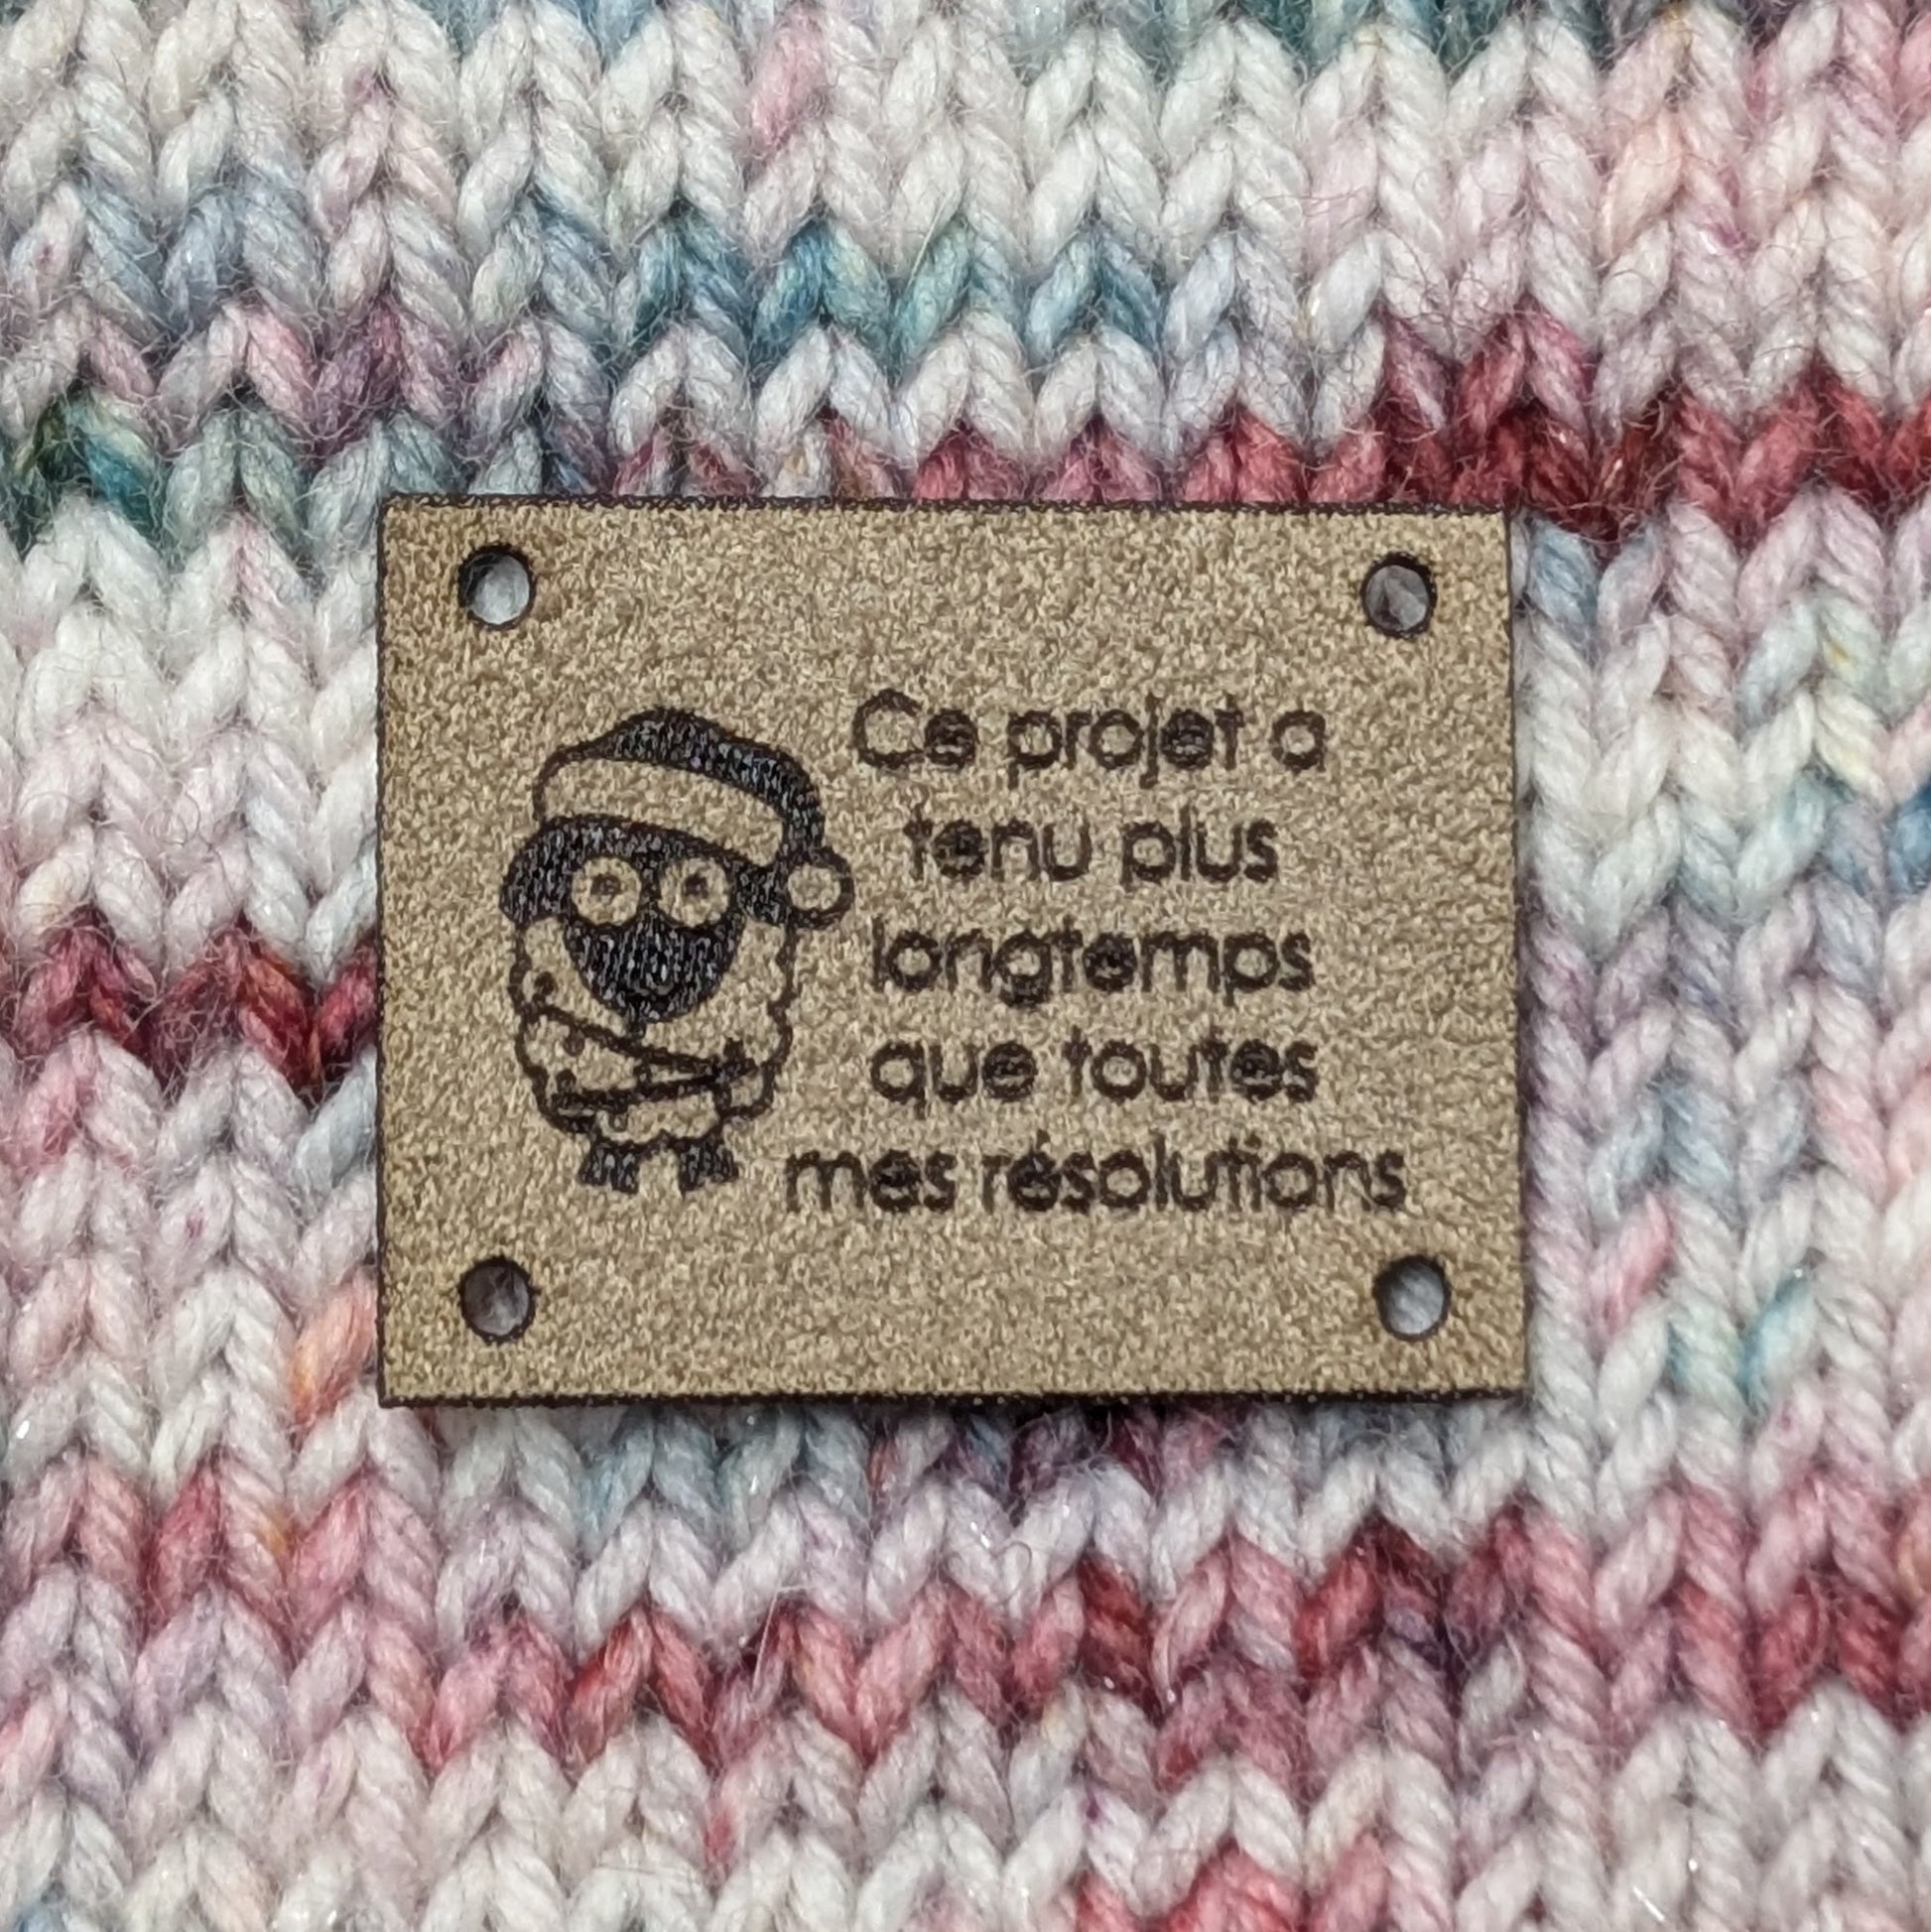 Ce projet a
tenu plus
longtemps
que toutes
mes résolutions